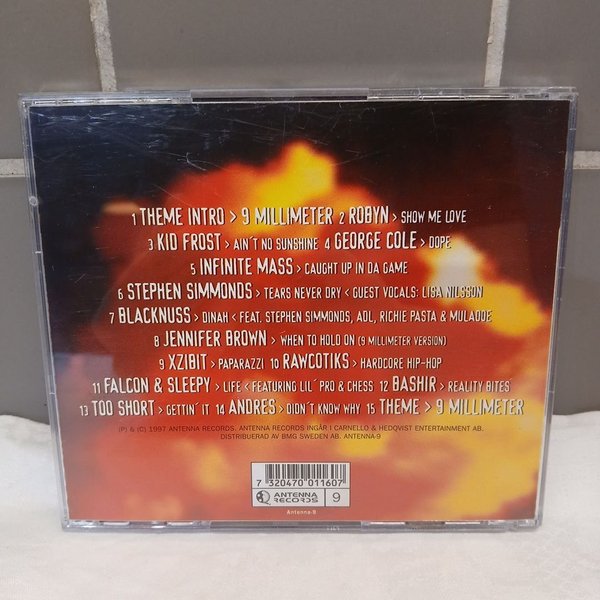 1 THEME INTRO > 9 MILLIMETER 2 ROBYN > SHOW ME LOVE
3 KID FROST > AIN´T NO SUNSHINE 4 GEORGE COLE > DOPE
5 INFINITE MASS > CAUGHT UP IN DA GAME
6 STEPHEN SIMMONDS > TEARS NEVER DRY < GUEST VOCALS: LISA NILSSON
7 BLACKNUSS > DINAH < FEAT. STEPHEN SIMMONDS, ADL, RICHIE PASTA & MULADOE
8 JENNIFER BROWN > WHEN TO HOLD ON (9 MILLIMETER VERSION)
9 XZIBIT > PAPARAZZI 10 RAWCOTIKS > HARDCORE HIP-HOP
11 FALCON & SLEEPY > LIFE < FEATURING LIL´ PRO & CHESS 12 BASHIR > REALITY BITES
13 TOO SHORT > GETTIN´ IT 14 ANDRES > DIDN´T KNOW WHY 15 THEME > 9 MILLIMETER
(P) & (C) 1997 ANTENNA RECORDS. ANTENNA RECORDS INGÅR I CARNELLO & HEDQVIST ENTERTAINMENT AB.
DISTRIBUERAD AV BMG SWEDEN AB. ANTENNA-9
7 320470 011607
ANTENNA RECORDS 9
Antenna-9